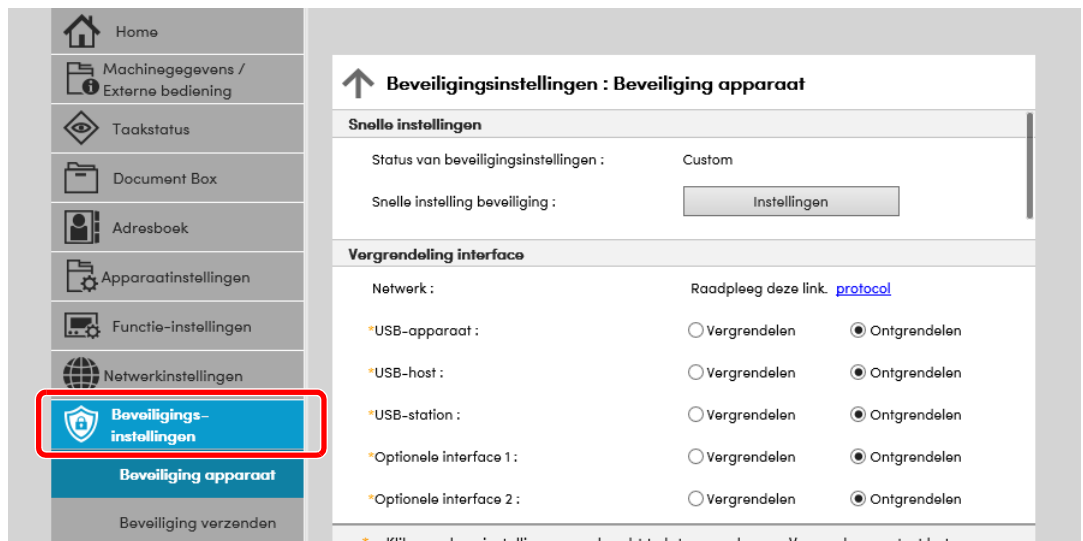 Home
Machinegegevens /
Externe bediening
Taakstatus
Document Box
Adresboek
Apparaatinstellingen
Functie-instellingen
Netwerkinstellingen
Beveiligings-
instellingen
Beveiliging apparaat
Beveiliging verzenden
Beveiligingsinstellingen : Beveiliging apparaat
Snelle instellingen
Status van beveiligingsinstellingen : Custom
Snelle instelling beveiliging : Instellingen
Vergrendeling interface
Netwerk : Raadpleeg deze link. protocol
*USB-apparaat : Vergrendelen Ontgrendelen
*USB-host : Vergrendelen Ontgrendelen
*USB-station : Vergrendelen Ontgrendelen
*Optionele interface 1 : Vergrendelen Ontgrendelen
*Optionele interface 2 : Vergrendelen Ontgrendelen